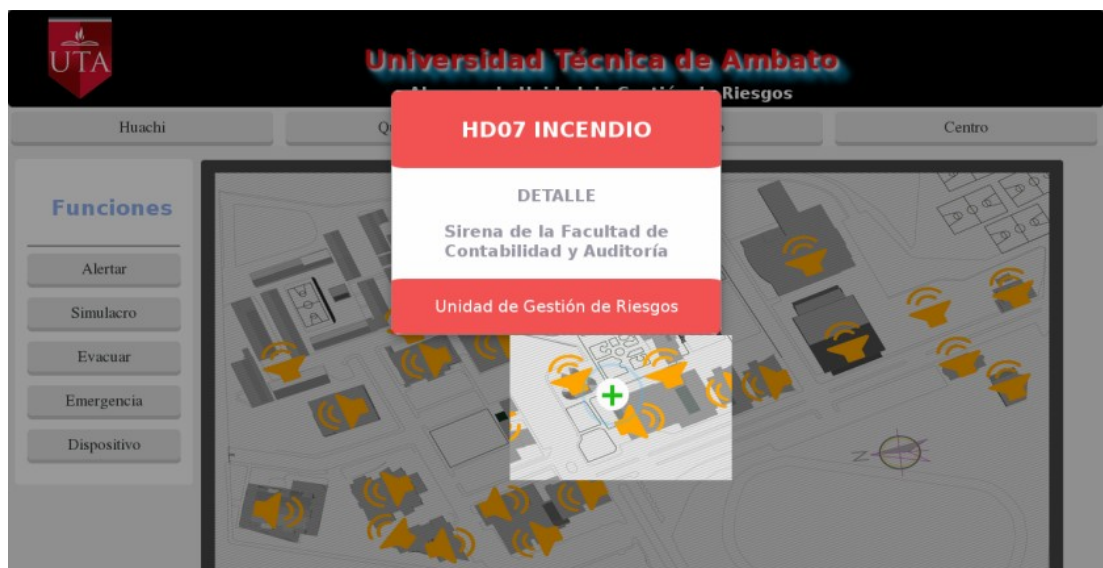 UTA
Universidad Técnica de Ambato
Riesgos
Huachi
Centro
HD07 INCENDIO
DETALLE
Sirena de la Facultad de
Contabilidad y Auditoría
Unidad de Gestión de Riesgos
Funciones
Alertar
Simulacro
Evacuar
Emergencia
Dispositivo
Z